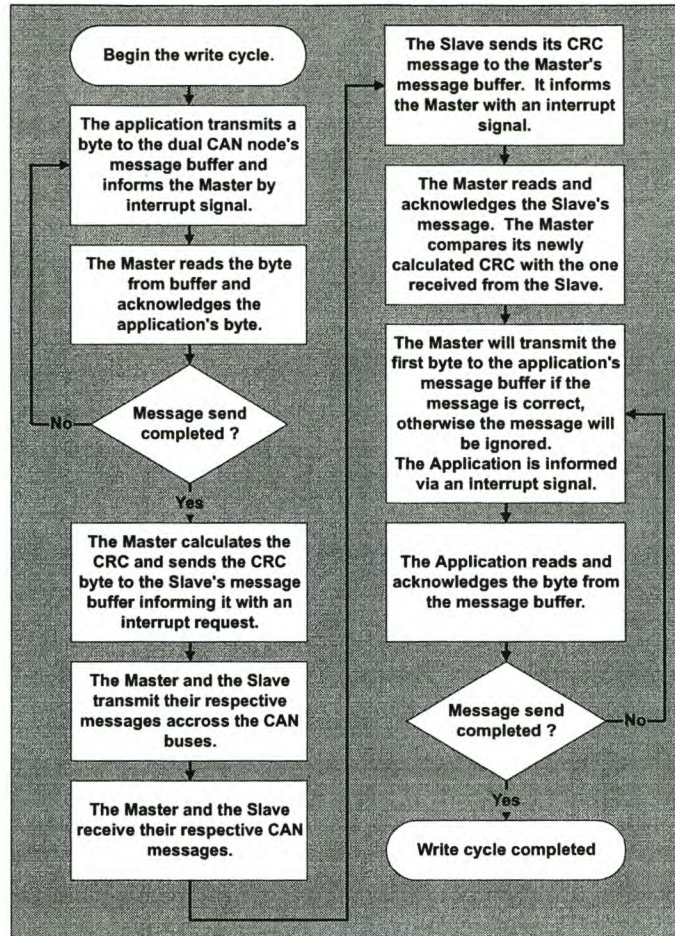 Begin the write cycle.
The application transmits a
byte to the dual CAN node's
message buffer and
informs the Master by
interrupt signal.
The Master reads the byte
from buffer and
acknowledges the
application's byte.
Message send
completed ?
No
Yes
The Master calculates the
CRC and sends the CRC
byte to the Slave's message
buffer informing it with an
interrupt request.
The Master and the Slave
transmit their respective
messages accross the CAN
buses.
The Master and the Slave
receive their respective CAN
messages.
The Slave sends its CRC
message to the Master's
message buffer. It informs
the Master with an interrupt
signal.
The Master reads and
acknowledges the Slave's
message. The Master
compares its newly
calculated CRC with the one
received from the Slave.
The Master will transmit the
first byte to the application's
message buffer if the
message is correct,
otherwise the message will
be ignored.
The Application is informed
via an interrupt signal.
The Application reads and
acknowledges the byte from
the message buffer.
Message send
completed ?
No
Yes
Write cycle completed